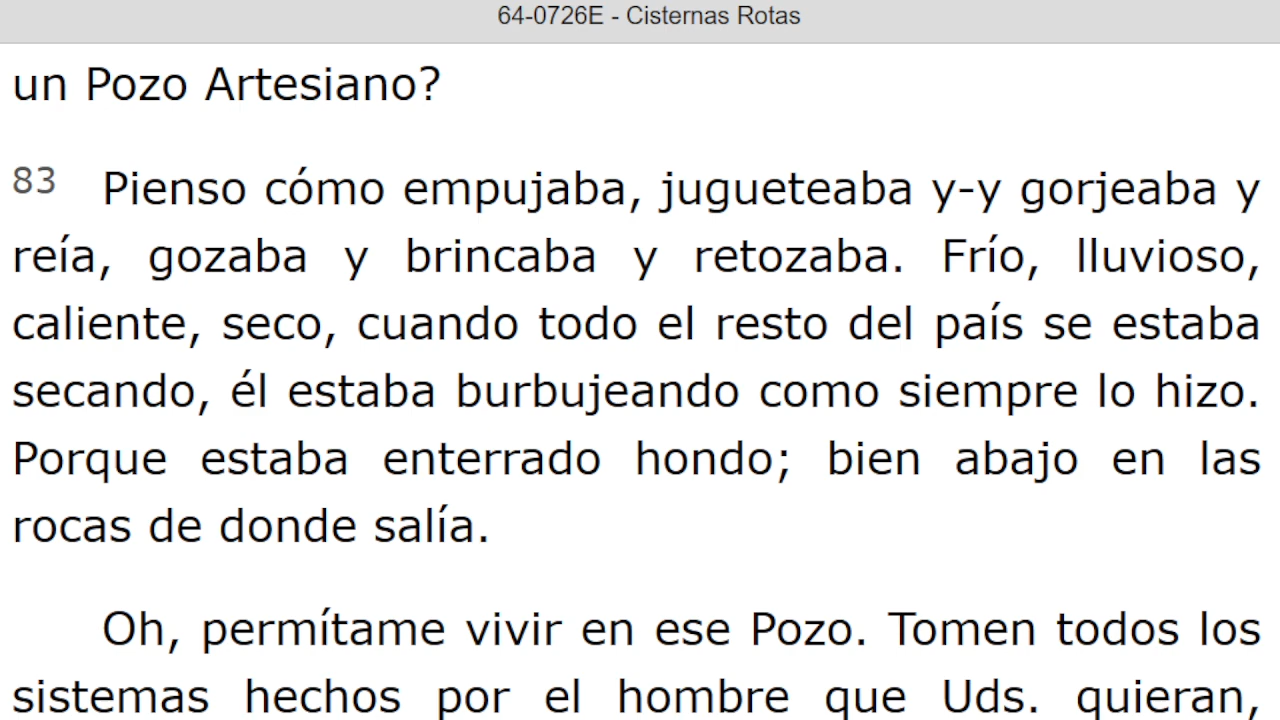 64-0726E - Cisternas Rotas
un Pozo Artesiano?
83 Pienso cómo empujaba, jugueteaba y-y gorjeaba y
reía, gozaba y brincaba y retozaba. Frío, lluvioso,
caliente, seco, cuando todo el resto del país se estaba
secando, él estaba burbujeando como siempre lo hizo.
Porque estaba enterrado hondo; bien abajo en las
rocas de donde salía.
Oh, permítame vivir en ese Pozo. Tomen todos los
sistemas hechos por el hombre que Uds. quieran,